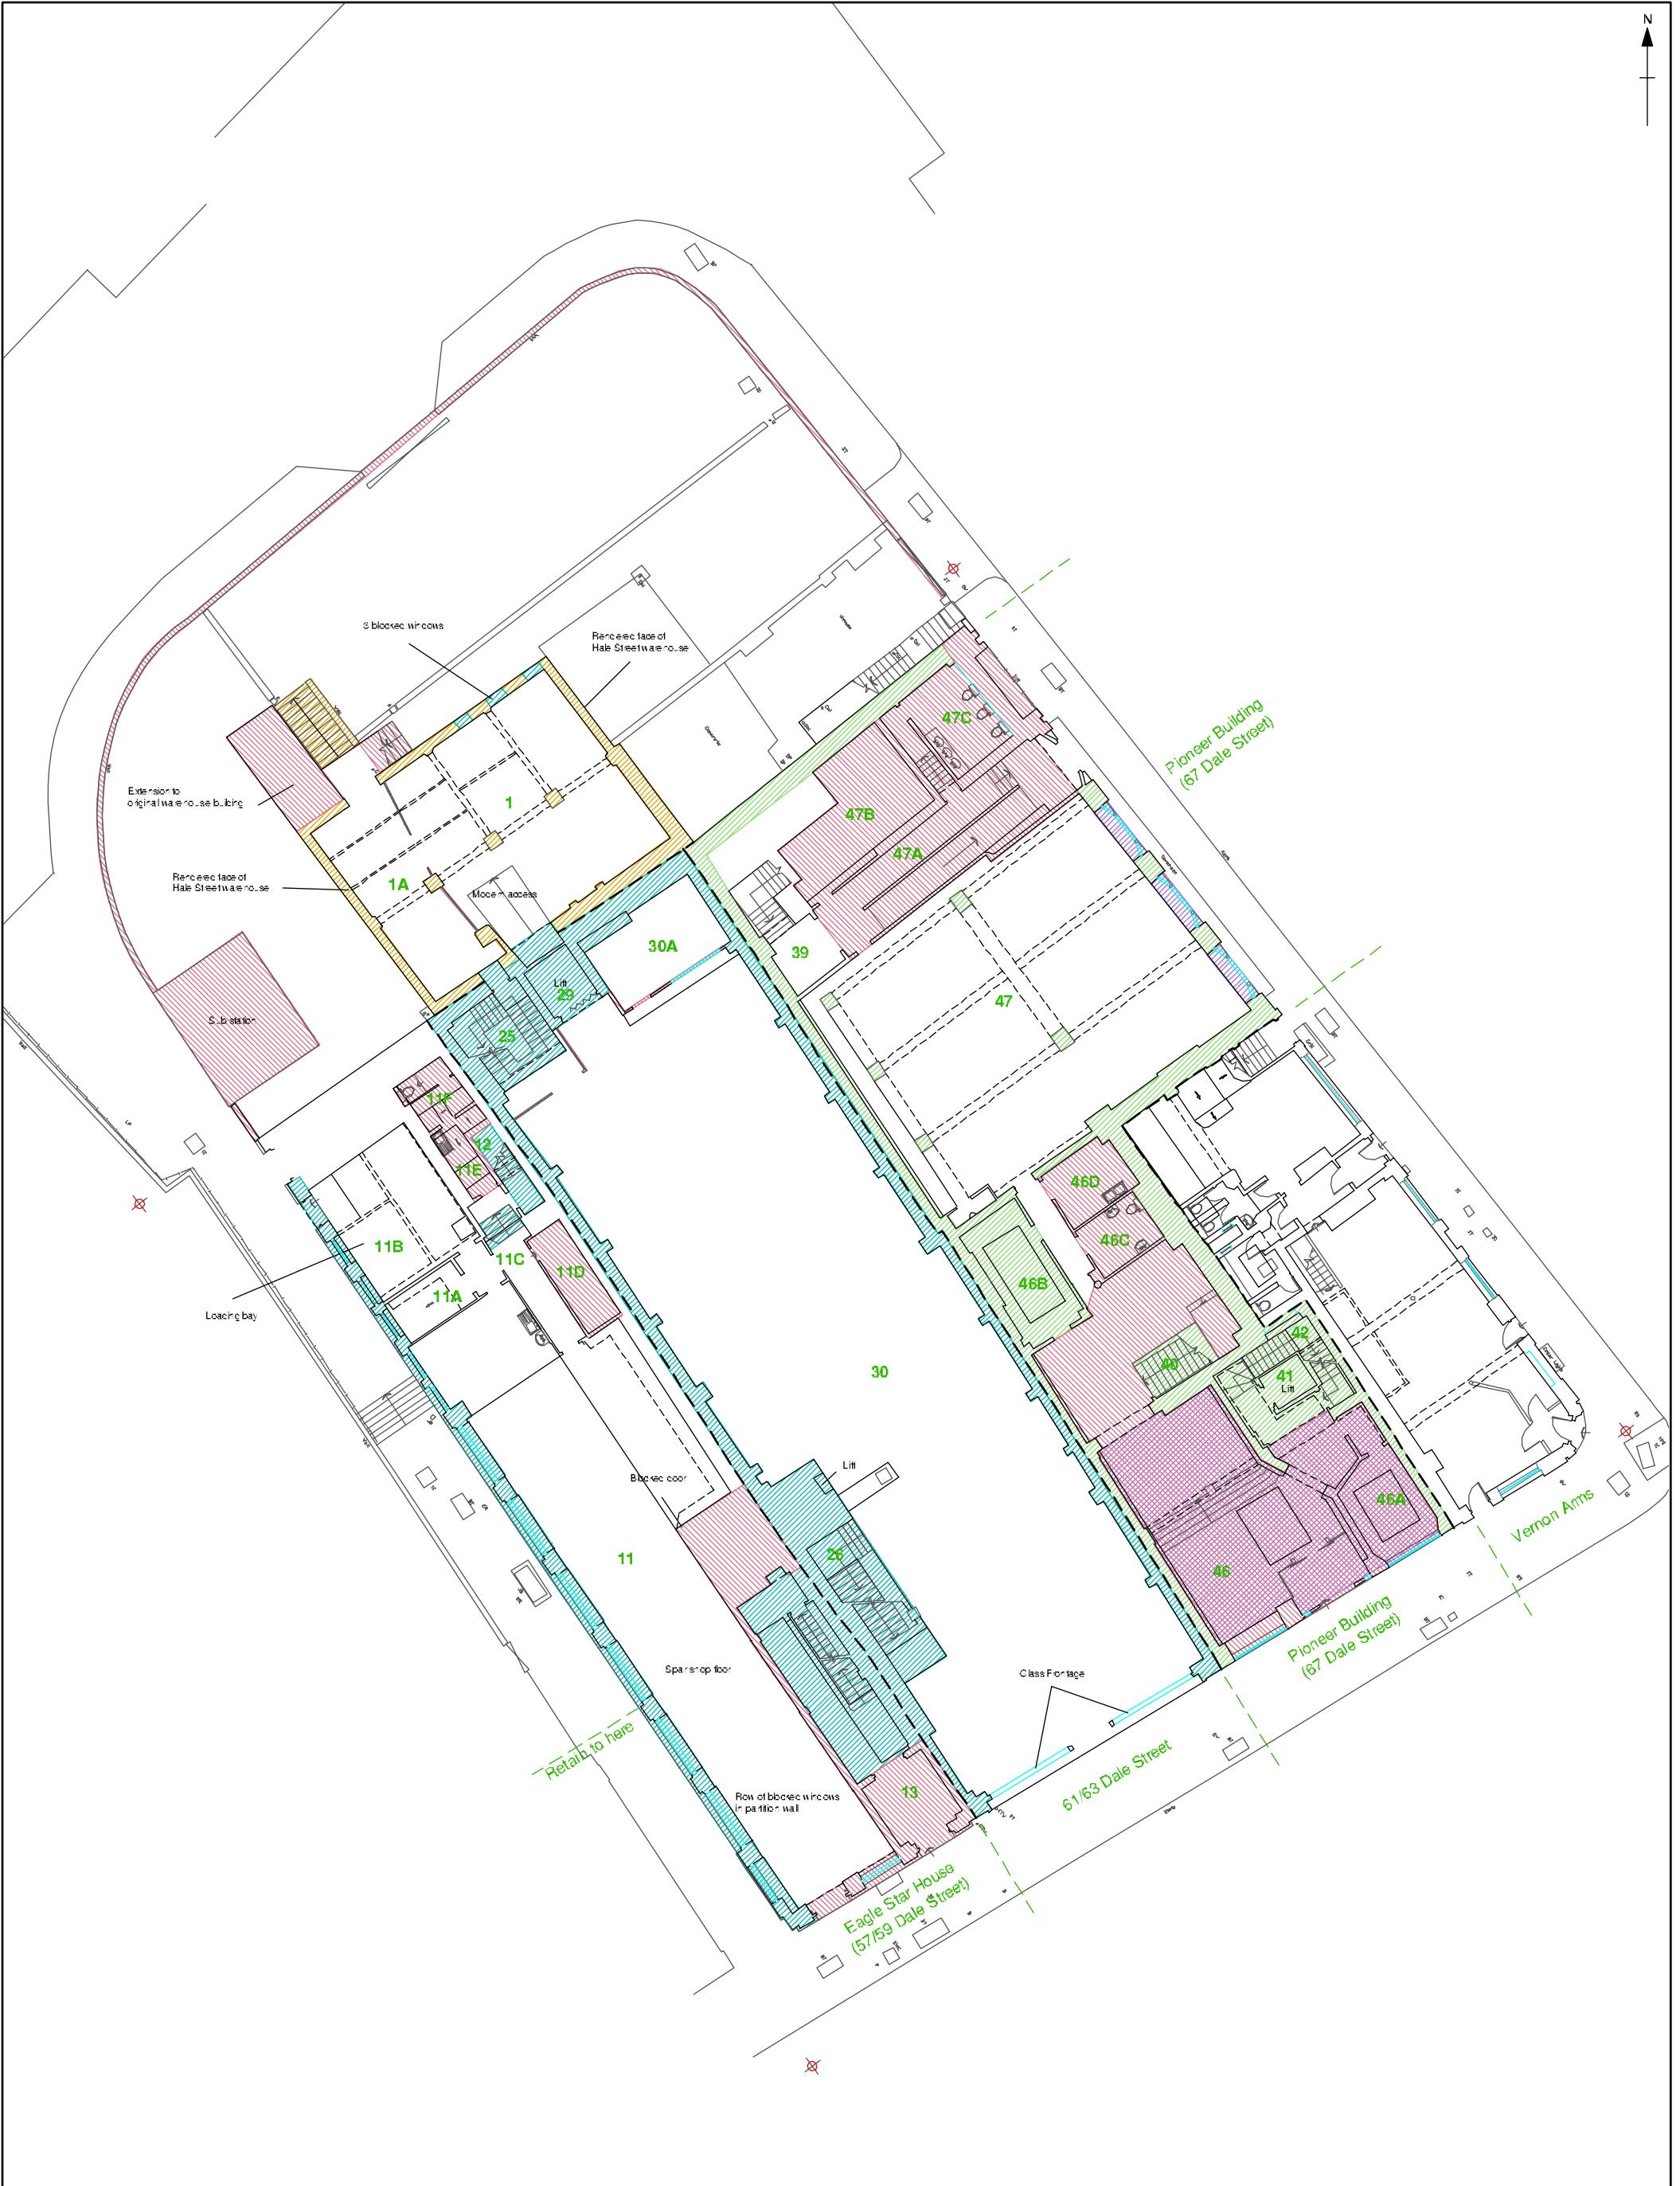 N
3 blocked windows
Rendered face of
Hale Street warehouse
Pioneer Building
(67 Dale Street)
47C
Extension to
original warehouse building
1
47B
47A
Rendered face of
Hale Street warehouse
1A
Modern access
30A
39
Lift
29
47
Sub-station
25
11F
12
11E
46D
46C
11B
11C
11D
46B
11A
Loading bay
42
40
41
Lift
30
Lift
Blocked door
46A
Vernon Arms
26
11
46
Pioneer Building
(67 Dale Street)
Spar shop floor
Glass Frontage
Retain to here
61/63 Dale Street
13
Row of blocked windows
in partition wall
Eagle Star House
(57/59 Dale Street)